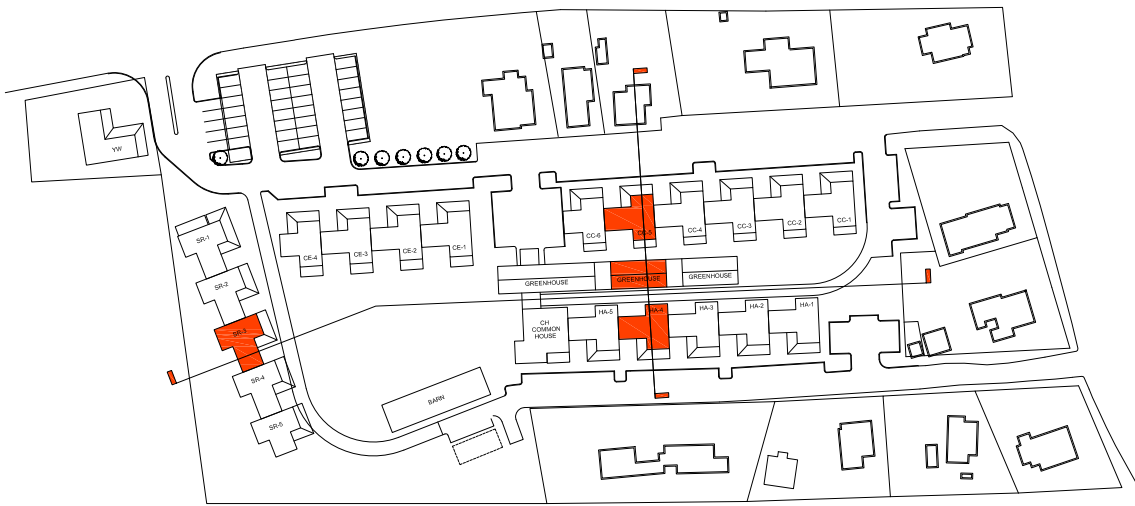 YW
SR-1
SR-2
SR-3
SR-4
SR-5
CE-4
CE-3
CE-2
CE-1
CC-6
CC-5
CC-4
CC-3
CC-2
CC-1
GREENHOUSE
GREENHOUSE
GREENHOUSE
CH
COMMON
HOUSE
HA-5
HA-4
HA-3
HA-2
HA-1
BARN